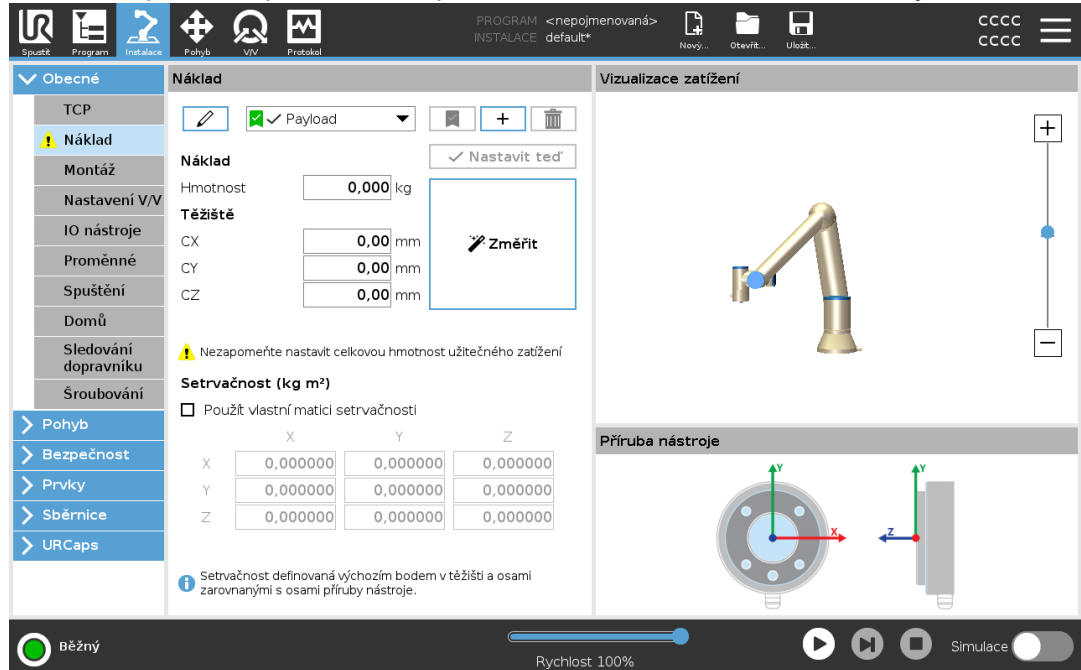 UR
Spustit
Program
Instalace
Pohyb
V/V
Protokol
PROGRAM <nepojmenovaná>
INSTALACE default*
Nový...
Otevřít...
Uložit...
CCCC
CCCC
Obecné
TCP
Náklad
Montáž
Nastavení V/V
IO nástroje
Proměnné
Spuštění
Domů
Sledování
dopravníku
Šroubování
Pohyb
Bezpečnost
Prvky
Sběrnice
URCaps
Náklad
Payload
Náklad
Nastavit teď
Hmotnost 0,000 kg
Těžiště
CX 0,00 mm
CY 0,00 mm
CZ 0,00 mm
Změřit
Nezapomeňte nastavit celkovou hmotnost užitečného zatížení
Setrvačnost (kg m²)
Použít vlastní matici setrvačnosti
X Y Z
X 0,000000 0,000000 0,000000
Y 0,000000 0,000000 0,000000
Z 0,000000 0,000000 0,000000
Setrvačnost definovaná výchozím bodem v těžišti a osami
zarovnanými s osami příruby nástroje.
Vizualizace zatížení
Příruba nástroje
Y
X
Y
Z
Běžný
Rychlost 100%
Simulace